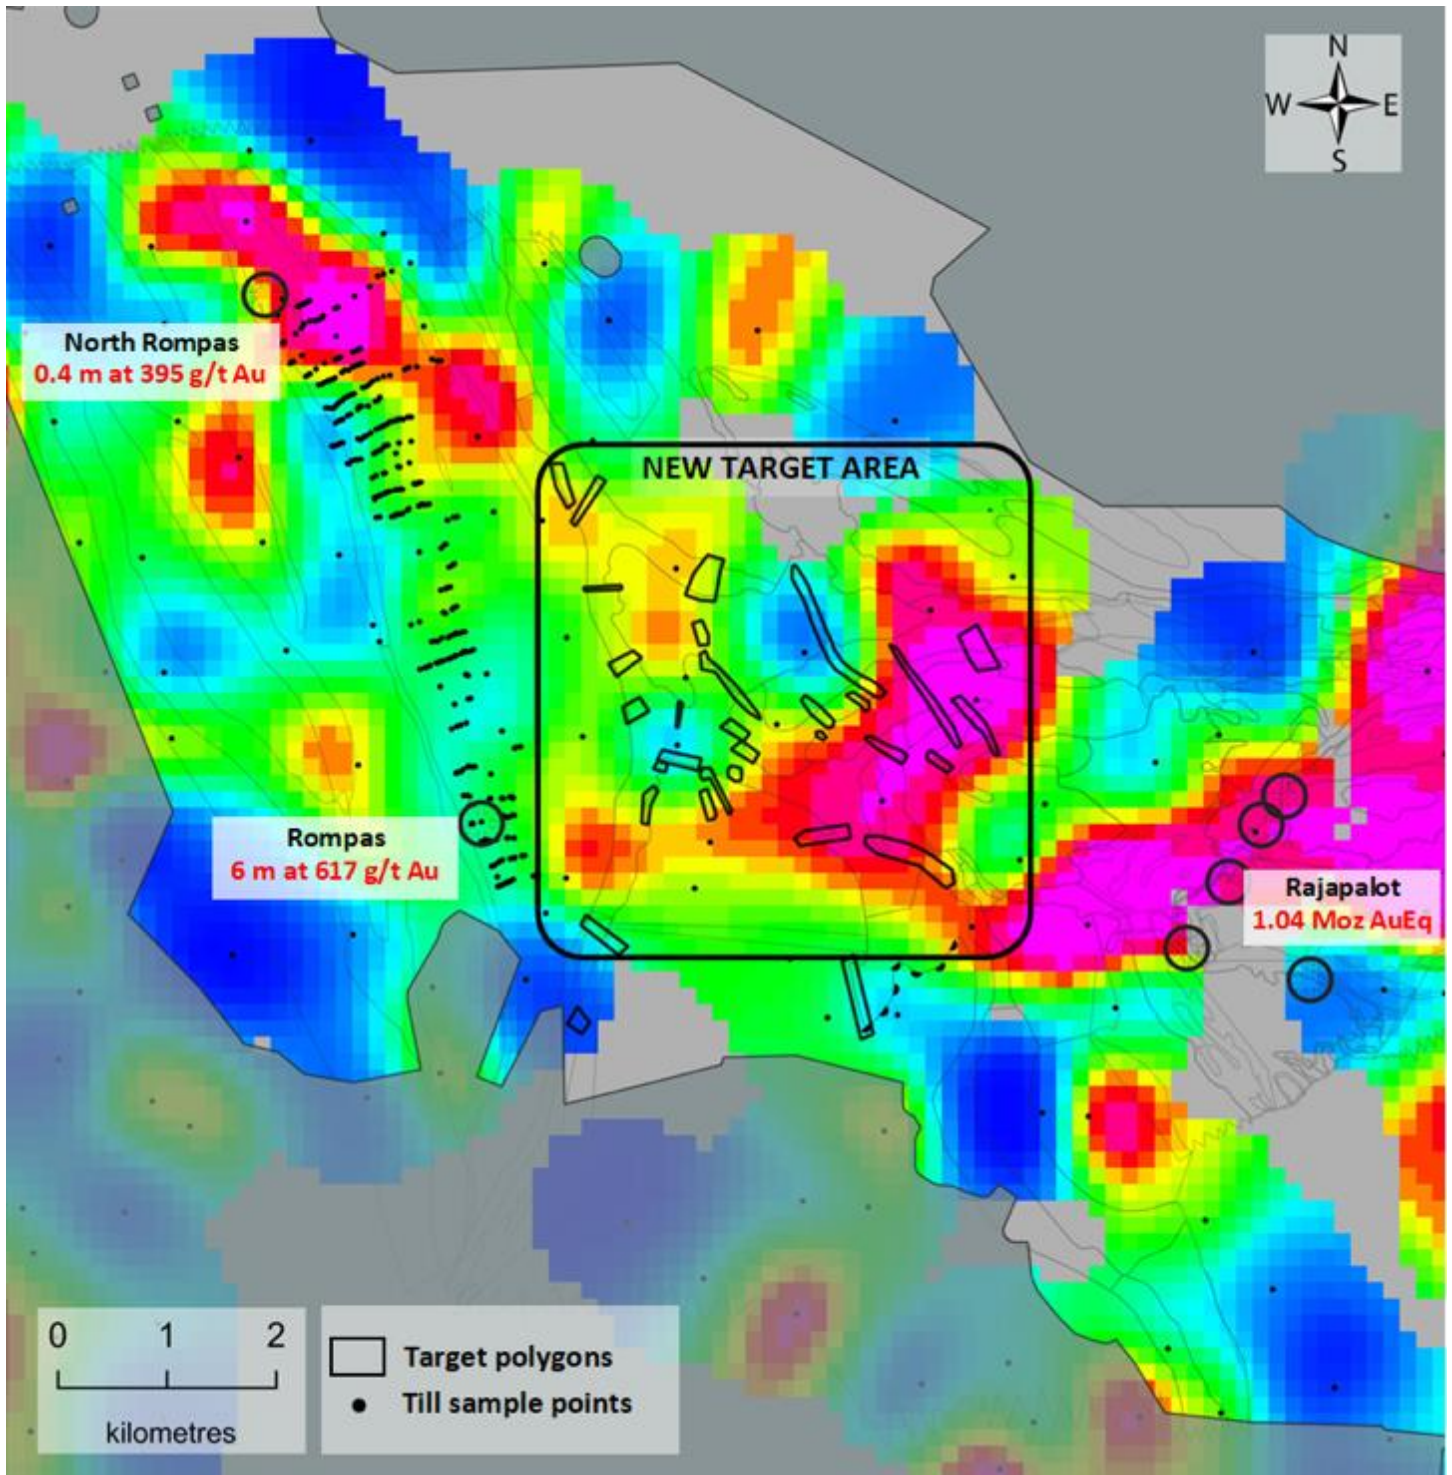 N
W E
S
North Rompas
0.4 m at 395 g/t Au
NEW TARGET AREA
Rompas
6 m at 617 g/t Au
Rajapalot
1.04 Moz AuEq
0 1 2
kilometres
Target polygons
Till sample points